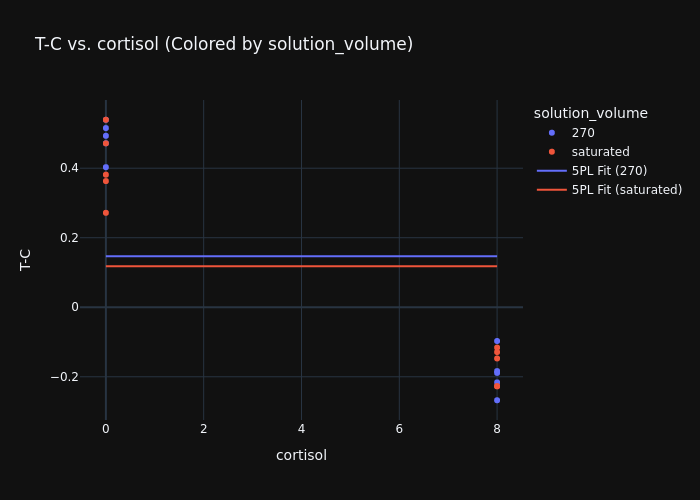 T-C vs. cortisol (Colored by solution_volume)
solution_volume
270
saturated
5PL Fit (270)
5PL Fit (saturated)
T-C
0.4
0.2
0
−0.2
0
2
4
6
8
cortisol